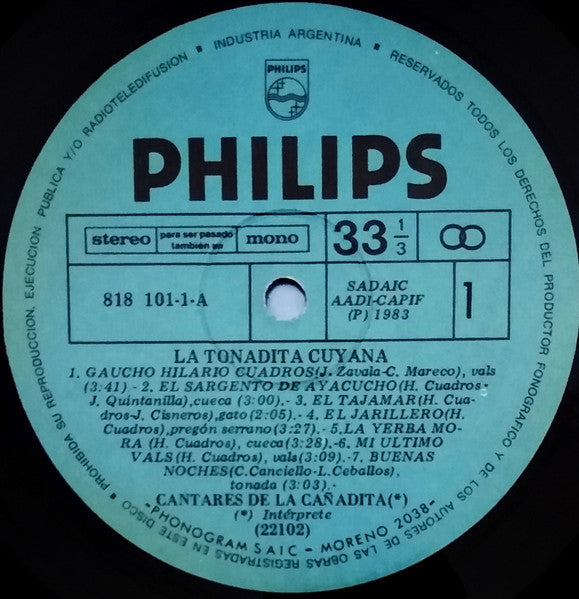 INDUSTRIA ARGENTINA • RESERVADOS TODOS LOS DERECHOS DEL PRODUCTOR FONOGRAFICO Y DE LOS AUTORES DE LAS OBRAS REGISTRADAS EN ESTE DISCO • PROHIBIDA SU REPRODUCCION, EJECUCION PUBLICA Y/O RADIOTELEDIFUSION •
PHILIPS
PHILIPS
stereo para ser pasado también en mono
33 1/3
818 101-1-A
SADAIC
AADI-CAPIF
(P) 1983
1
LA TONADITA CUYANA
1. GAUCHO HILARIO CUADROS(J. Zavala-C. Mareco), vals
(3:41) - 2. EL SARGENTO DE AYACUCHO(H. Cuadros-
J. Quintanilla),cueca (3:00).- 3. EL TAJAMAR(H. Cua-
dros-J. Cisneros),gato(2:05).- 4. EL JARILLERO(H.
Cuadros),pregón serrano(3:27).- 5.LA YERBA MO-
RA (H. Cuadros), cueca(3:28).-6. MI ULTIMO
VALS(H. Cuadros), vals(3:09).-7. BUENAS
NOCHES(C.Canciello-L.Ceballos),
tonada (3:03).-
CANTARES DE LA CAÑADITA(*)
(*) Intérprete
(22102)
-PHONOGRAM SAIC - MORENO 2038-